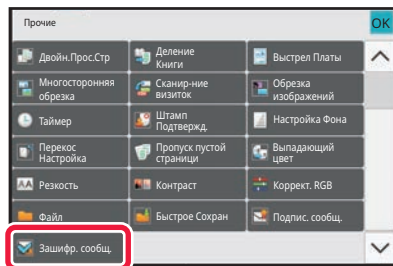 Прочие
OK
Двойн.Прос.Стр
Деление
Книги
Выстрел Платы
Многосторонняя
обрезка
Сканир-ние
визиток
Обрезка
изображений
Таймер
Штамп
Подтвержд.
Настройка Фона
Перекос
Настройка
Пропуск пустой
страници
Выпадающий
цвет
AA Резкость
Контраст
Коррект. RGB
Файл
Быстрое Сохран
Подпис. сообщ.
Зашифр. сообщ.